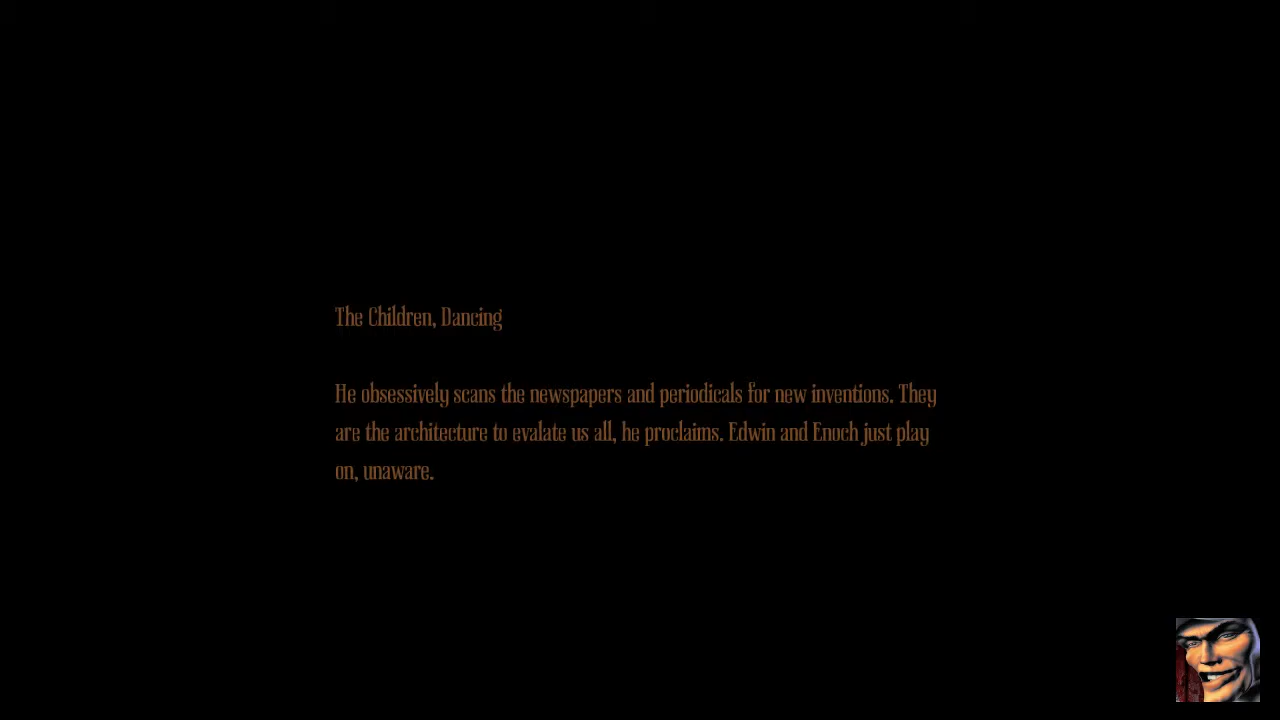 The Children, Dancing
He obsessively scans the newspapers and periodicals for new inventions. They
are the architecture to evalate us all, he proclaims. Edwin and Enoch just play
on, unaware.